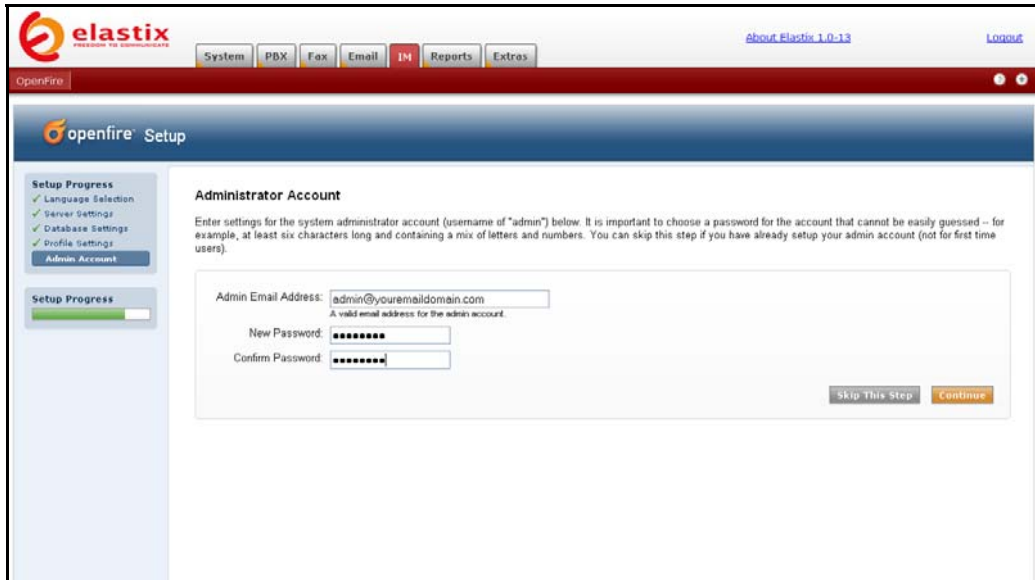 elastix
FREEDOM TO COMMUNICATE
About Elastix 1.0-13
Logout
System PBX Fax Email IM Reports Extras
OpenFire
openfire Setup
Setup Progress
✓ Language Selection
✓ Server Settings
✓ Database Settings
✓ Profile Settings
Admin Account
Setup Progress
Administrator Account
Enter settings for the system administrator account (username of "admin") below. It is important to choose a password for the account that cannot be easily guessed -- for
example, at least six characters long and containing a mix of letters and numbers. You can skip this step if you have already setup your admin account (not for first time
users).
Admin Email Address: admin@youremaildomain.com
A valid email address for the admin account.
New Password: ●●●●●●●●
Confirm Password: ●●●●●●●●
Skip This Step Continue